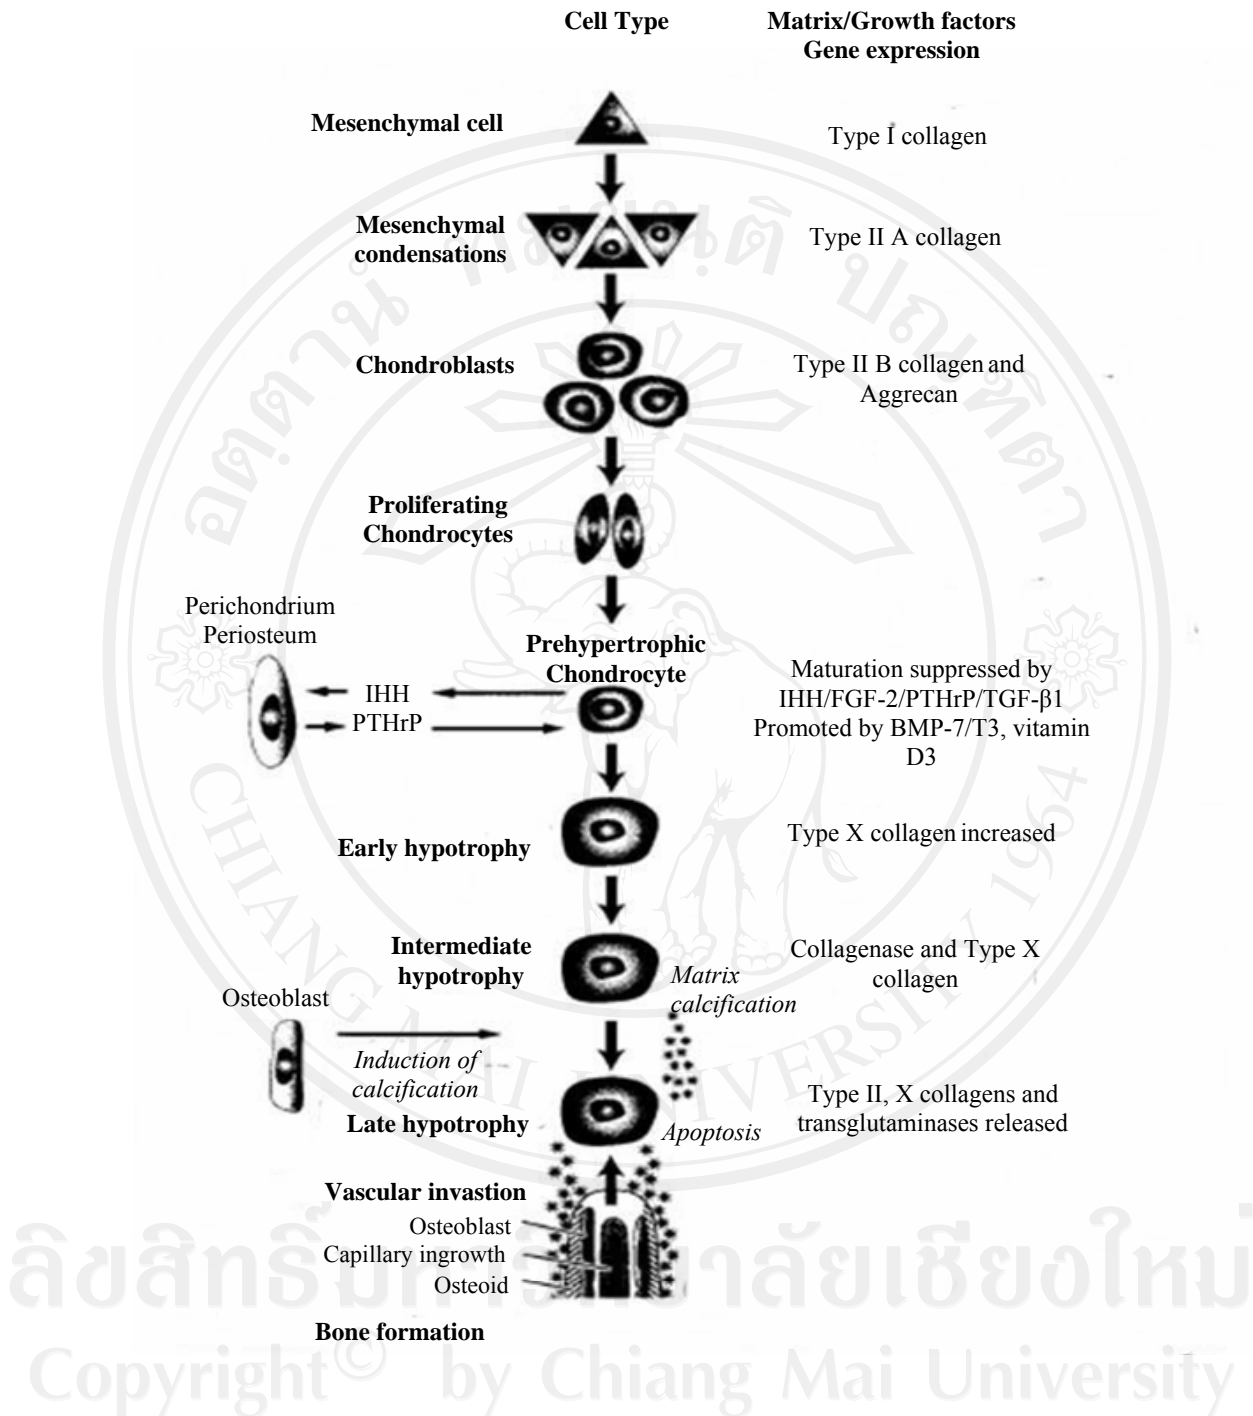 Cell Type
Matrix/Growth factors
Gene expression
Mesenchymal cell
Type I collagen
Mesenchymal
condensations
Type II A collagen
Chondroblasts
Type II B collagen and
Aggrecan
Proliferating
Chondrocytes
Perichondrium
Periosteum
IHH
PTHrP
Prehypertrophic
Chondrocyte
Maturation suppressed by
IHH/FGF-2/PTHrP/TGF-β1
Promoted by BMP-7/T3, vitamin
D3
Early hypotrophy
Type X collagen increased
Intermediate
hypotrophy
Matrix
calcification
Collagenase and Type X
collagen
Osteoblast
Induction of
calcification
Late hypotrophy
Apoptosis
Type II, X collagens and
transglutaminases released
Vascular invastion
Osteoblast
Capillary ingrowth
Osteoid
Bone formation
CHIANG MAI UNIVERSITY 1964
ลิขสิทธิ์มหาวิทยาลัยเชียงใหม่
Copyright© by Chiang Mai University